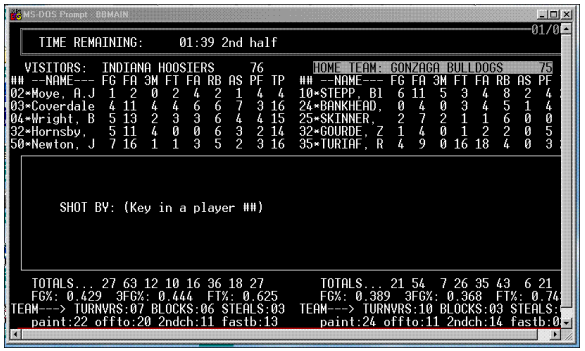 MS-DOS Prompt - BBMAIN
01/0
TIME REMAINING: 01:39 2nd half
VISITORS: INDIANA HOOSIERS 76 HOME TEAM: GONZAGA BULLDOGS 75
## --NAME--- FG FA 3M FT FA RB AS PF TP ## --NAME--- FG FA 3M FT FA RB AS PF
02*Moye, A.J 1 2 0 2 4 2 1 4 4 10*STEPP, Bl 6 11 5 3 4 8 2 4
03*Coverdale 4 11 4 4 6 6 7 3 16 24*BANKHEAD, 0 4 0 3 4 5 1 4
04*Wright, B 5 13 2 3 3 6 4 4 15 25*SKINNER, 2 7 2 1 1 6 0 0
32*Hornsby, 5 11 4 0 0 6 3 2 14 32*GOURDE, Z 1 4 0 1 2 2 0 5
50*Newton, J 7 16 1 1 3 5 2 3 16 35*TURIAF, R 4 9 0 16 18 4 0 3
SHOT BY: (Key in a player ##)
TOTALS... 27 63 12 10 16 36 18 27 TOTALS... 21 54 7 26 35 43 6 21
FG%: 0.429 3FG%: 0.444 FT%: 0.625 FG%: 0.389 3FG%: 0.368 FT%: 0.74
TEAM---> TURNVRS:07 BLOCKS:06 STEALS:03 TEAM---> TURNVRS:10 BLOCKS:03 STEALS:
paint:22 offto:20 2ndch:11 fastb:13 paint:24 offto:11 2ndch:14 fastb:0